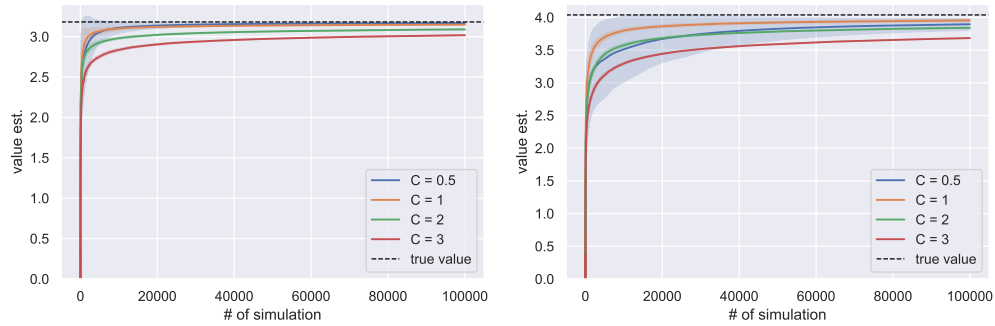 3.0
2.5
2.0
1.5
1.0
0.5
0.0
value est.
C = 0.5
C = 1
C = 2
C = 3
true value
0 20000 40000 60000 80000 100000
# of simulation
4.0
3.5
3.0
2.5
2.0
1.5
1.0
0.5
0.0
value est.
C = 0.5
C = 1
C = 2
C = 3
true value
0 20000 40000 60000 80000 100000
# of simulation